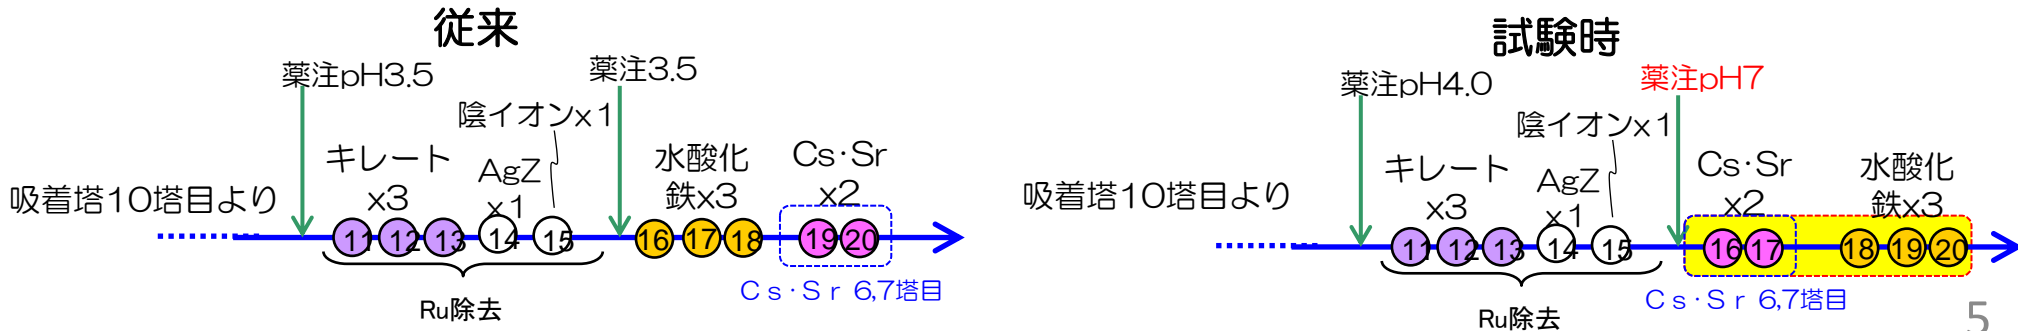 従来
薬注pH3.5
薬注3.5
陰イオンx1
キレート
x3
AgZ
x1
水酸化
鉄x3
Cs・Sr
x2
吸着塔10塔目より
11 12 13 14 15 16 17 18 19 20
Cs・Sr 6,7塔目
Ru除去
試験時
薬注pH4.0
薬注pH7
陰イオンx1
キレート
x3
AgZ
x1
Cs・Sr
x2
水酸化
鉄x3
吸着塔10塔目より
11 12 13 14 15 16 17 18 19 20
Cs・Sr 6,7塔目
Ru除去
5